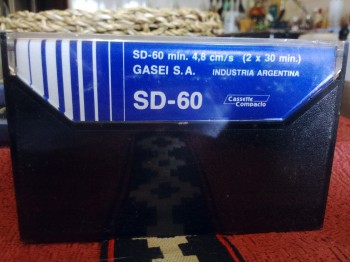 SD-60 min. 4,8 cm/s (2 x 30 min.)
GASEI S.A. INDUSTRIA ARGENTINA
SD-60
Cassette
Compacto